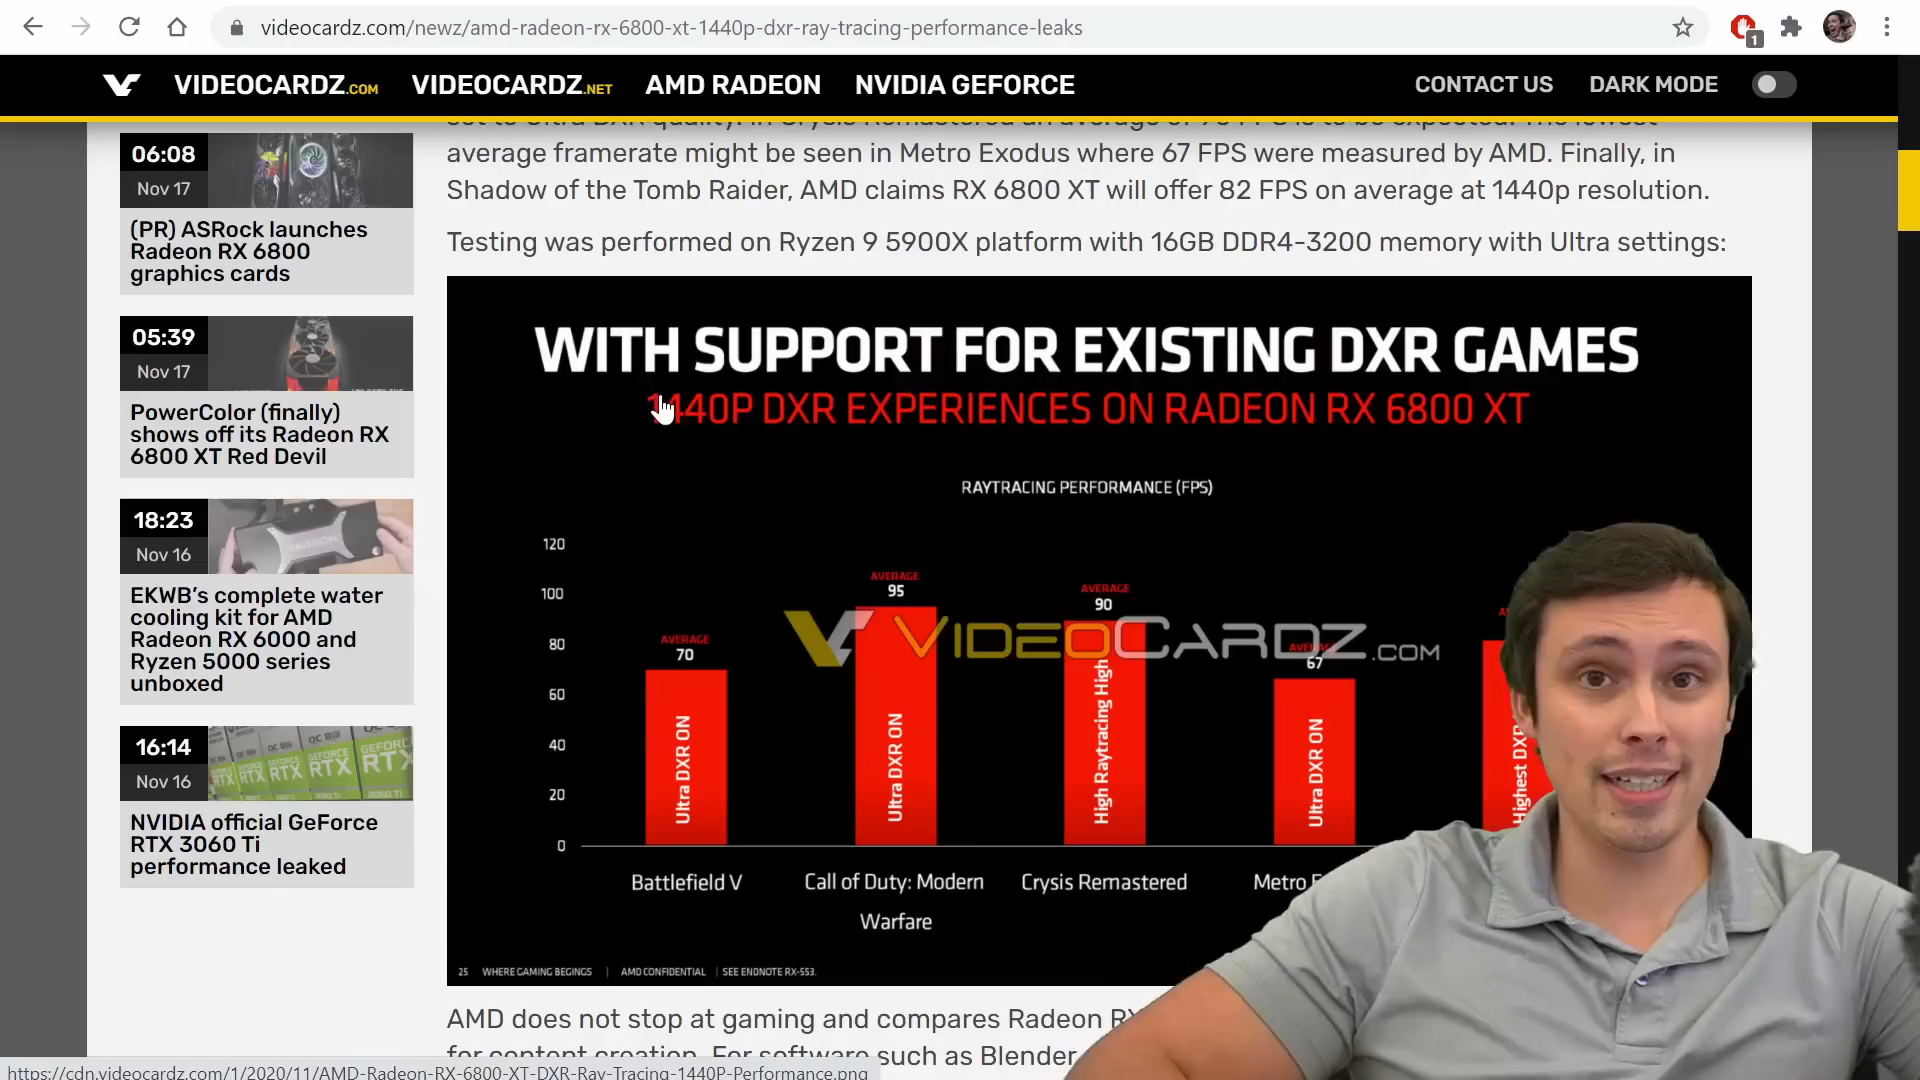 videocardz.com/newz/amd-radeon-rx-6800-xt-1440p-dxr-ray-tracing-performance-leaks
1
VIDEOCARDZ.COM
VIDEOCARDZ.NET
AMD RADEON
NVIDIA GEFORCE
CONTACT US
DARK MODE
06:08
Nov 17
(PR) ASRock launches
Radeon RX 6800
graphics cards
05:39
Nov 17
PowerColor (finally)
shows off its Radeon RX
6800 XT Red Devil
18:23
Nov 16
EKWB's complete water
cooling kit for AMD
Radeon RX 6000 and
Ryzen 5000 series
unboxed
16:14
Nov 16
NVIDIA official GeForce
RTX 3060 Ti
performance leaked
average framerate might be seen in Metro Exodus where 67 FPS were measured by AMD. Finally, in
Shadow of the Tomb Raider, AMD claims RX 6800 XT will offer 82 FPS on average at 1440p resolution.
Testing was performed on Ryzen 9 5900X platform with 16GB DDR4-3200 memory with Ultra settings:
WITH SUPPORT FOR EXISTING DXR GAMES
1440P DXR EXPERIENCES ON RADEON RX 6800 XT
RAYTRACING PERFORMANCE (FPS)
120
100
80
60
40
20
0
AVERAGE
70
Ultra DXR ON
Battlefield V
AVERAGE
95
Ultra DXR ON
Call of Duty: Modern
Warfare
AVERAGE
90
High Raytracing High
Crysis Remastered
AVERAGE
67
Ultra DXR ON
Metro
Highest DXR
VIDEOCARDZ.COM
25 WHERE GAMING BEGINGS | AMD CONFIDENTIAL | SEE ENDNOTE RX-553.
AMD does not stop at gaming and compares Radeon
for content creation. For software such as Blender
https://cdn.videocardz.com/1/2020/11/AMD-Radeon-RX-6800-XT-DXR-Ray-Tracing-1440P-Performance.png